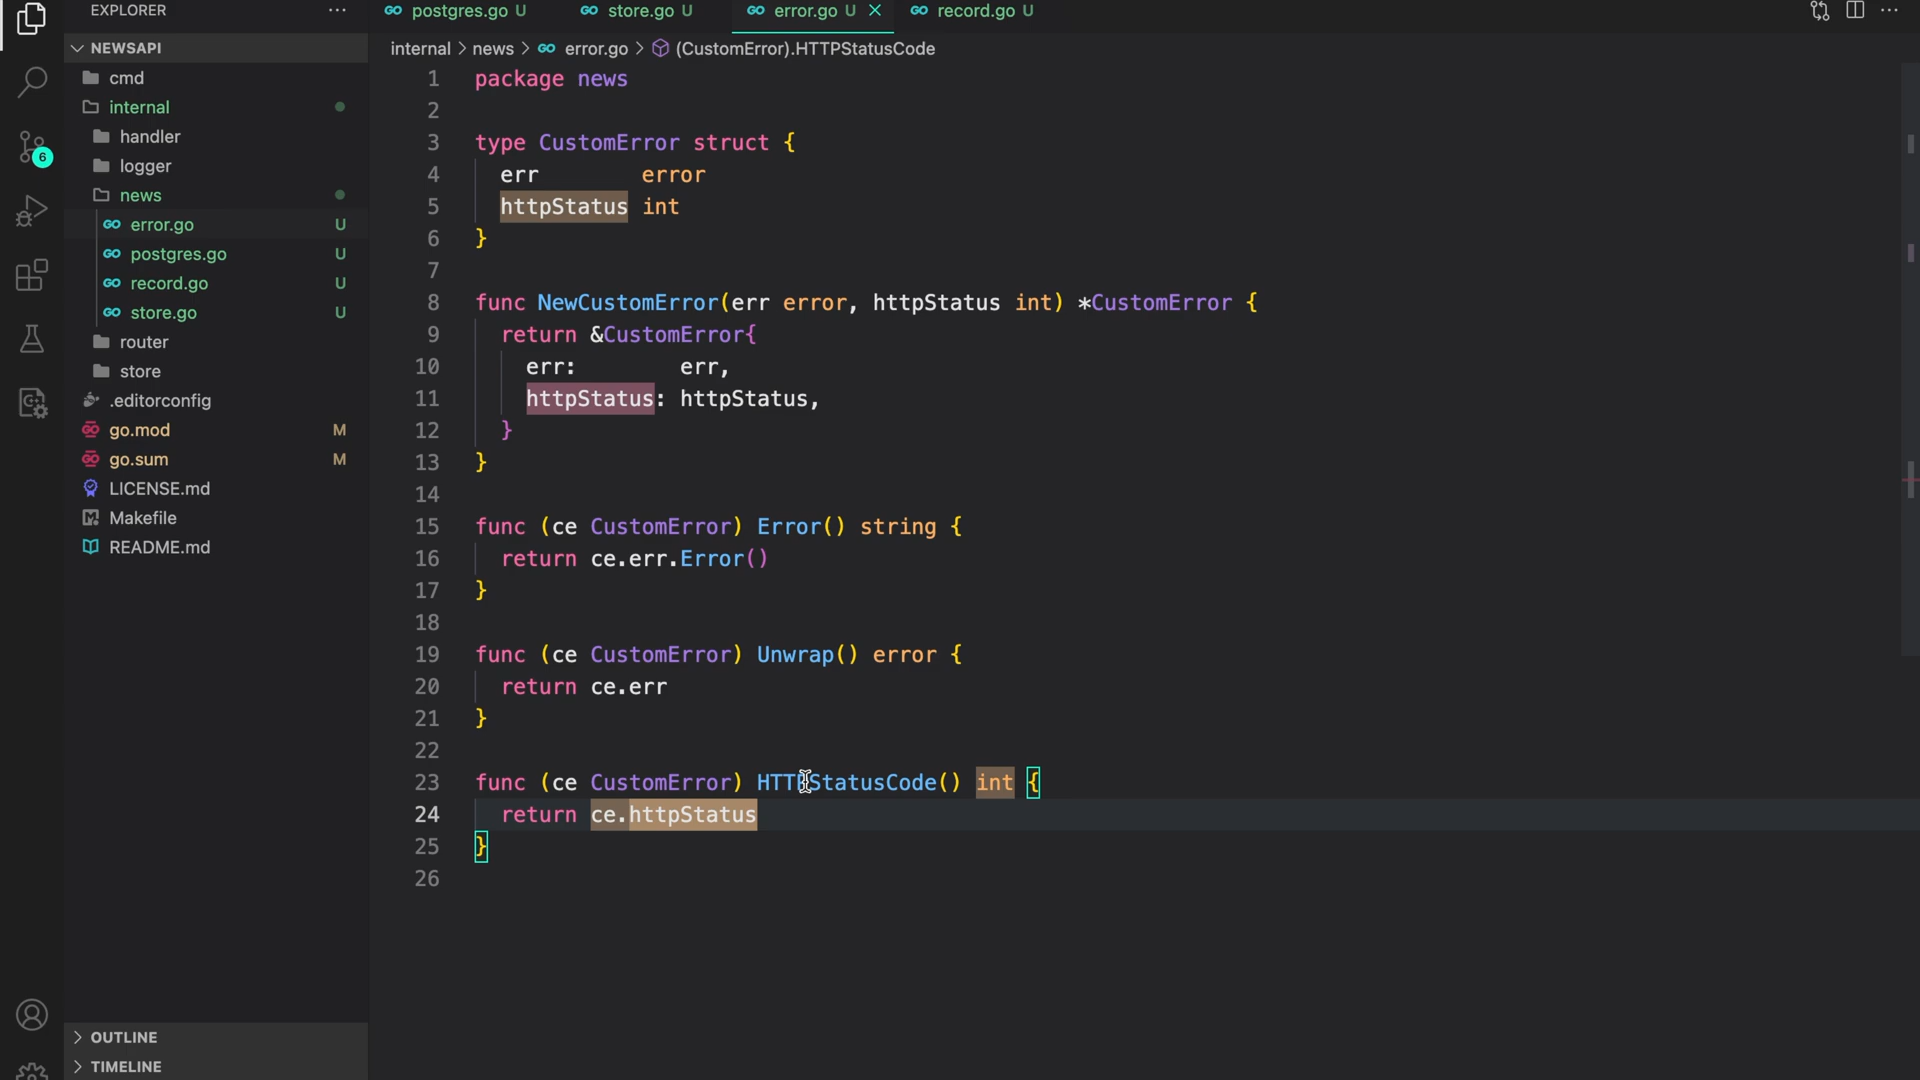 EXPLORER
NEWSAPI
cmd
internal
handler
logger
news
error.go U
postgres.go U
record.go U
store.go U
router
store
.editorconfig
go.mod M
go.sum M
LICENSE.md
Makefile
README.md
OUTLINE
TIMELINE
6
postgres.go U store.go U error.go U record.go U
internal > news > error.go > (CustomError).HTTPStatusCode
1 package news
2
3 type CustomError struct {
4 err error
5 httpStatus int
6 }
7
8 func NewCustomError(err error, httpStatus int) *CustomError {
9 return &CustomError{
10 err: err,
11 httpStatus: httpStatus,
12 }
13 }
14
15 func (ce CustomError) Error() string {
16 return ce.err.Error()
17 }
18
19 func (ce CustomError) Unwrap() error {
20 return ce.err
21 }
22
23 func (ce CustomError) HTTPStatusCode() int {
24 return ce.httpStatus
25 }
26